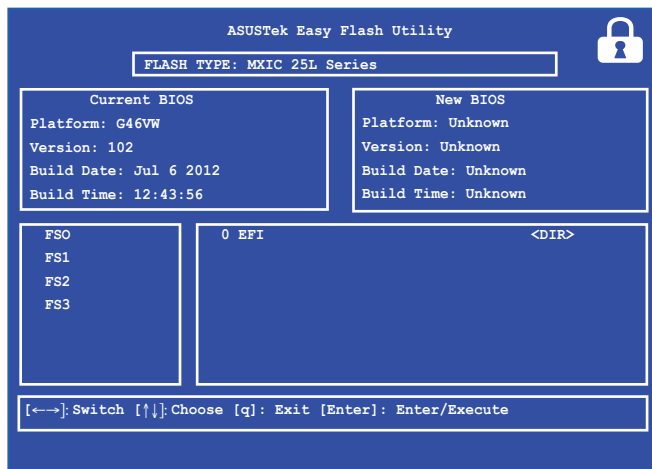 ASUSTek Easy Flash Utility
FLASH TYPE: MXIC 25L Series
Current BIOS
Platform: G46VW
Version: 102
Build Date: Jul 6 2012
Build Time: 12:43:56
New BIOS
Platform: Unknown
Version: Unknown
Build Date: Unknown
Build Time: Unknown
FSO
FS1
FS2
FS3
0 EFI <DIR>
[←→]: Switch [↑↓]: Choose [q]: Exit [Enter]: Enter/Execute